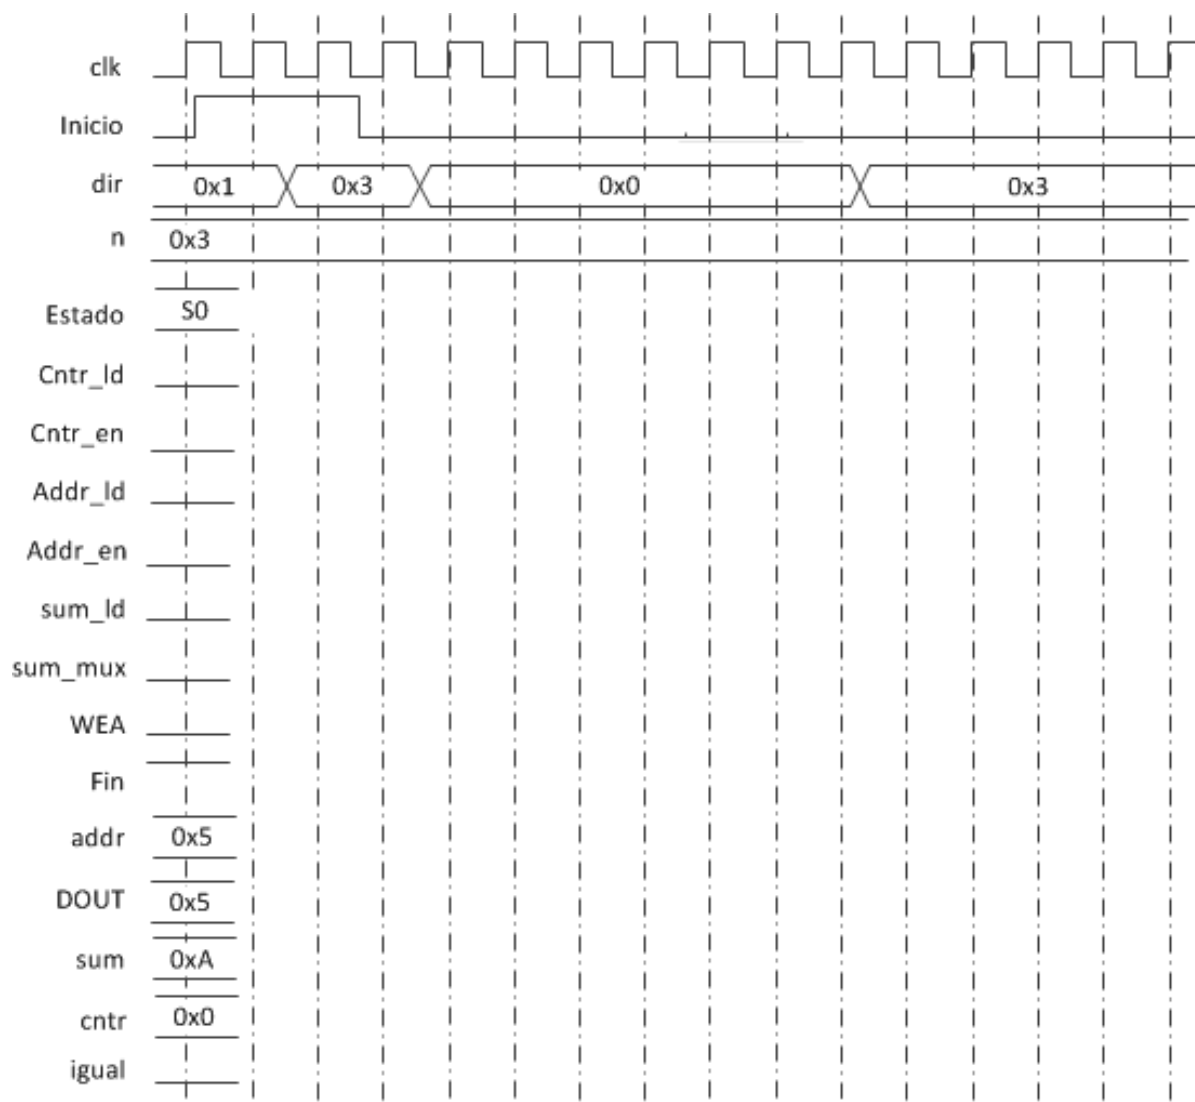 clk
Inicio
dir 0x1 0x3 0x0 0x3
n 0x3
Estado S0
Cntr_ld
Cntr_en
Addr_ld
Addr_en
sum_ld
sum_mux
WEA
Fin
addr 0x5
DOUT 0x5
sum 0xA
cntr 0x0
igual